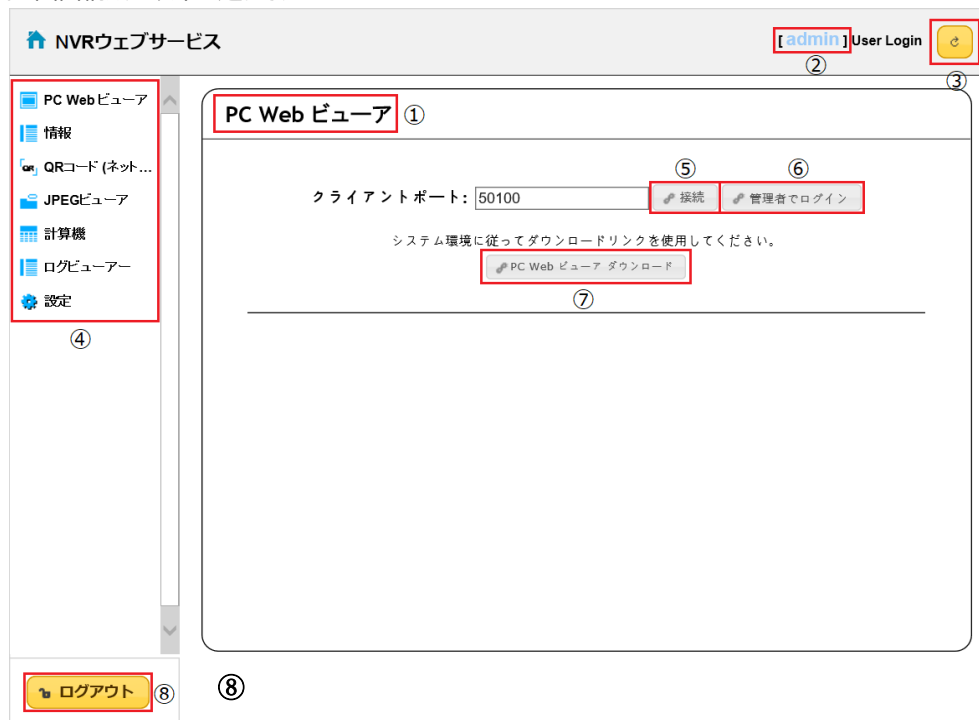 NVRウェブサービス
[admin] User Login
②
③
PC Webビューア
情報
QRコード (ネット...
JPEGビューア
計算機
ログビューアー
設定
④
PC Web ビューア ①
⑤ ⑥
クライアントポート: 50100 接続 管理者でログイン
システム環境に従ってダウンロードリンクを使用してください。
PC Web ビューア ダウンロード
⑦
ログアウト ⑧
⑧